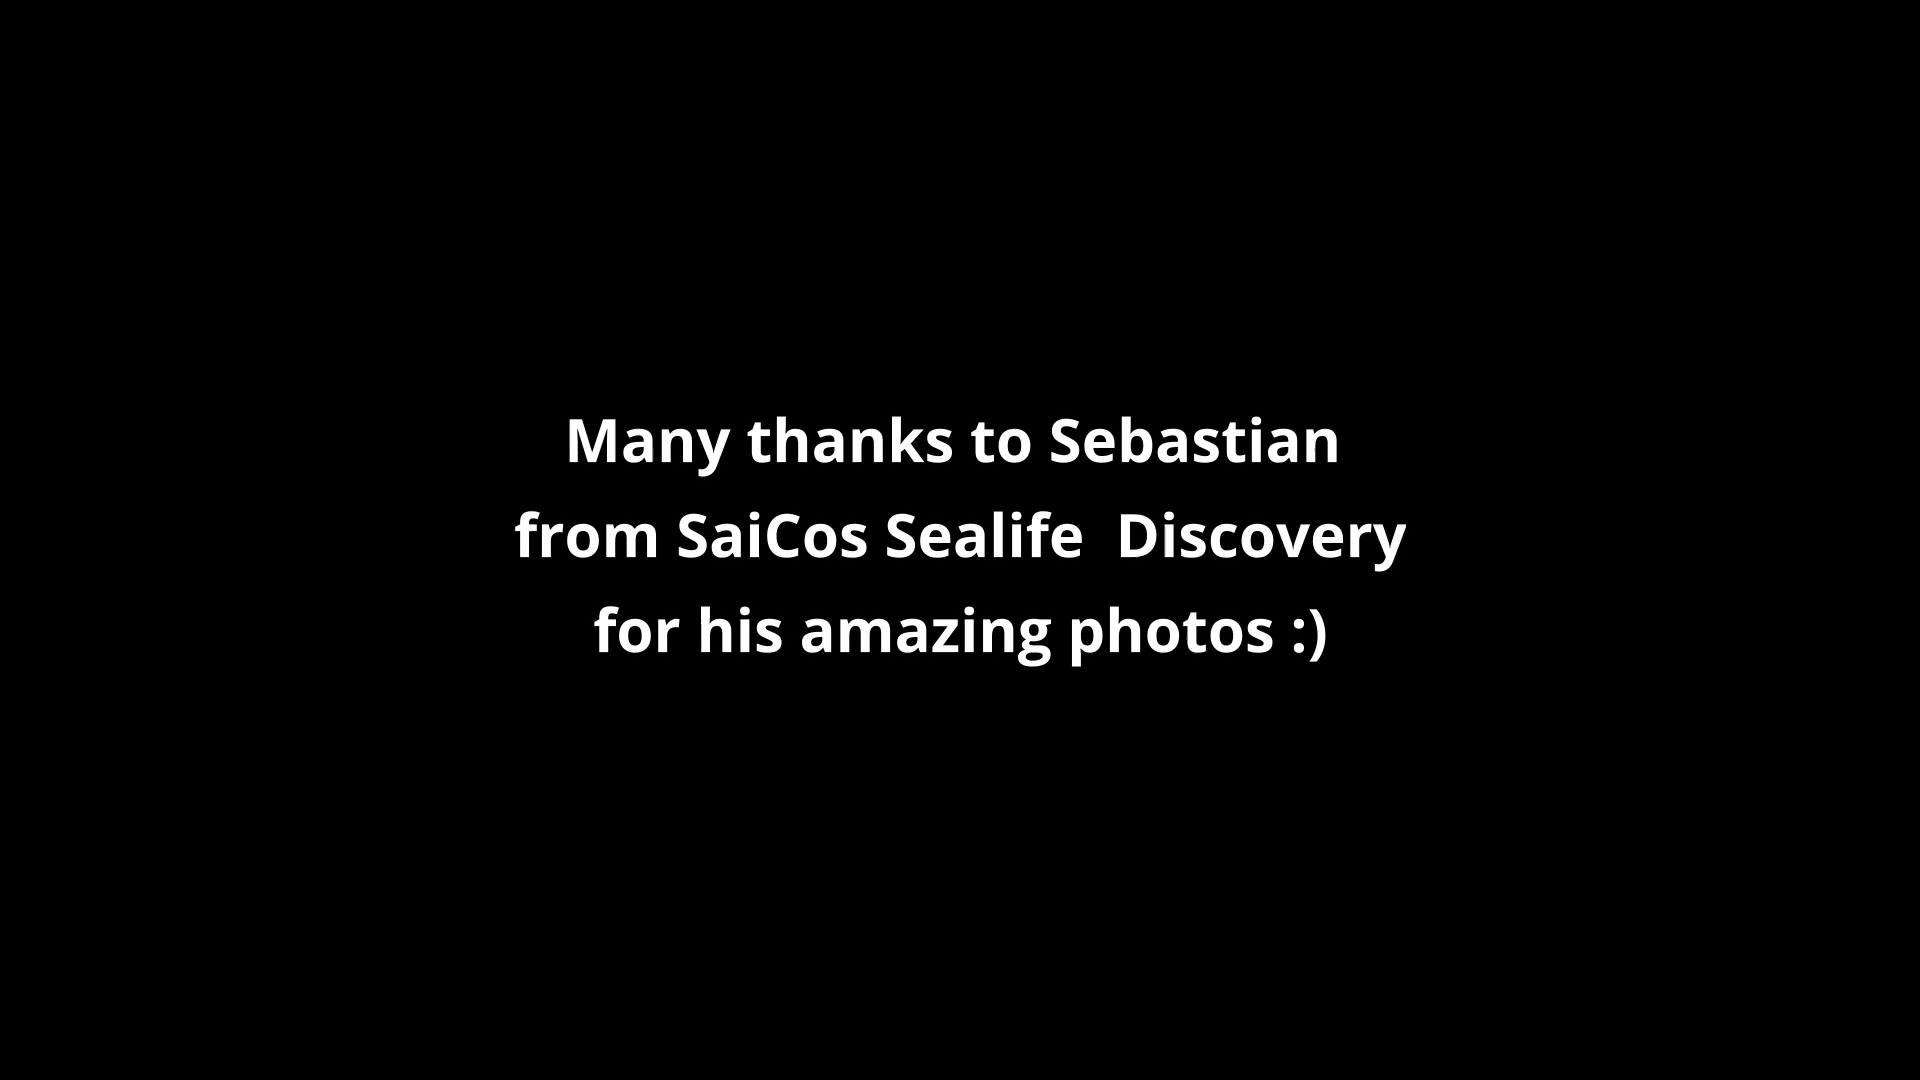 Many thanks to Sebastian
from SaiCos Sealife  Discovery
for his amazing photos :)